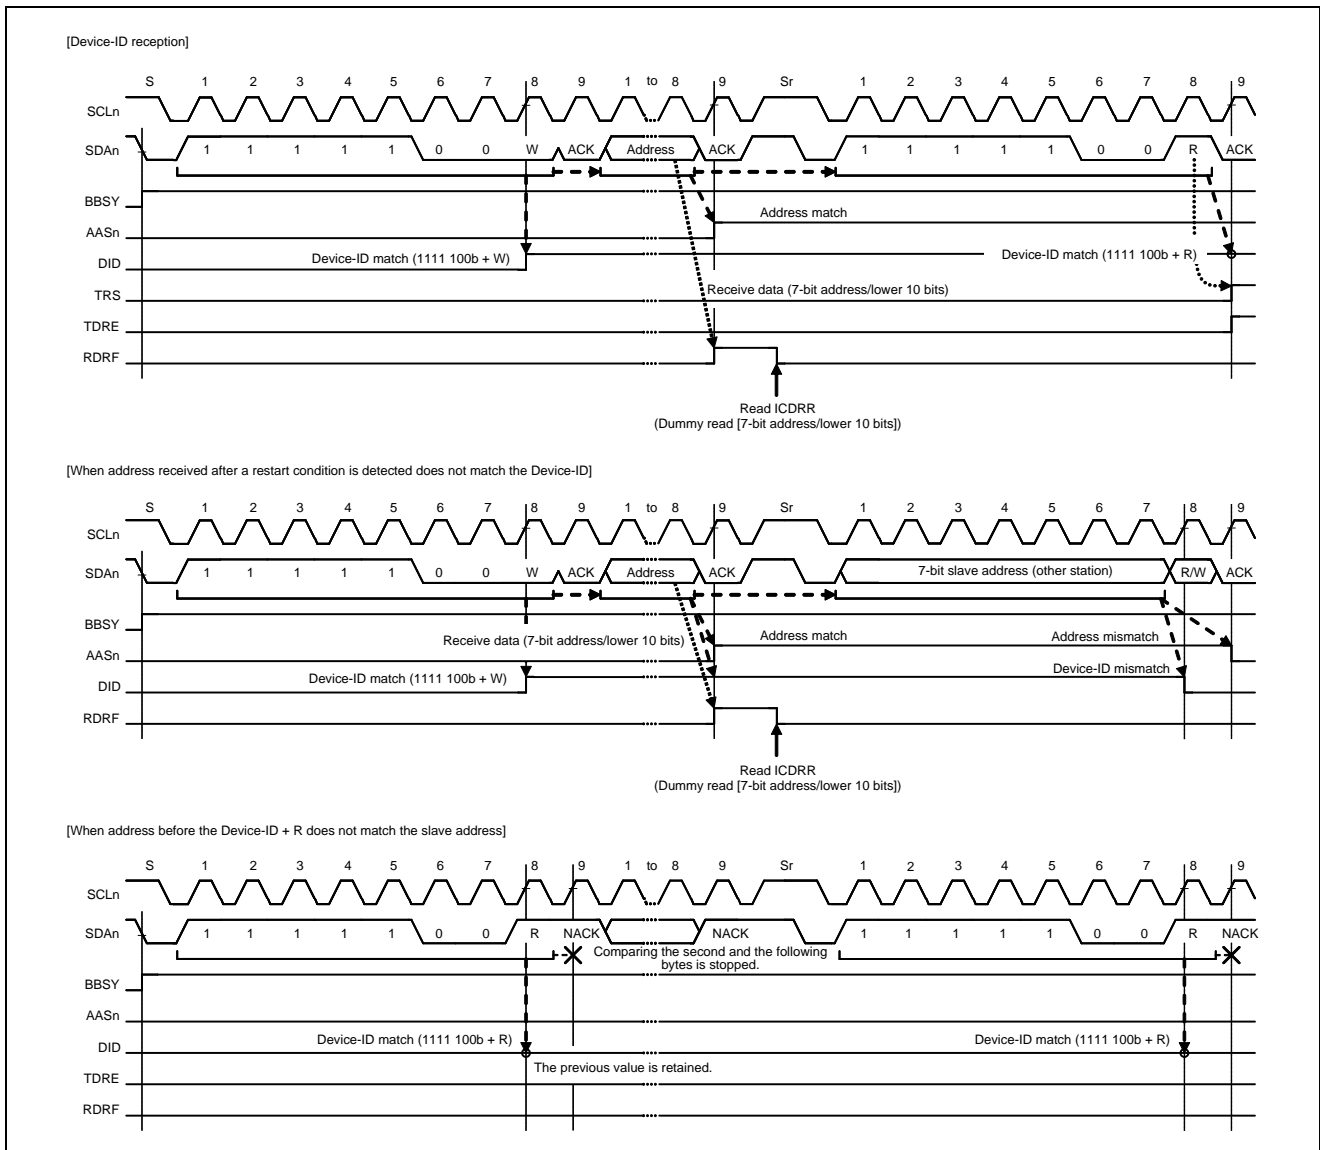 [Device-ID reception]
S 1 2 3 4 5 6 7 8 9 1 to 8 9 Sr 1 2 3 4 5 6 7 8 9
SCLn
SDAn 1 1 1 1 1 0 0 W ACK Address ACK 1 1 1 1 1 0 0 R ACK
BBSY
Address match
AASn
Device-ID match (1111 100b + W) Device-ID match (1111 100b + R)
DID
Receive data (7-bit address/lower 10 bits)
TRS
TDRE
RDRF
Read ICDRR
(Dummy read [7-bit address/lower 10 bits])
[When address received after a restart condition is detected does not match the Device-ID]
S 1 2 3 4 5 6 7 8 9 1 to 8 9 Sr 1 2 3 4 5 6 7 8 9
SCLn
SDAn 1 1 1 1 1 0 0 W ACK Address ACK 7-bit slave address (other station) R/W ACK
BBSY
Receive data (7-bit address/lower 10 bits) Address match Address mismatch
AASn
Device-ID match (1111 100b + W) Device-ID mismatch
DID
RDRF
Read ICDRR
(Dummy read [7-bit address/lower 10 bits])
[When address before the Device-ID + R does not match the slave address]
S 1 2 3 4 5 6 7 8 9 1 to 8 9 Sr 1 2 3 4 5 6 7 8 9
SCLn
SDAn 1 1 1 1 1 0 0 R NACK NACK 1 1 1 1 1 0 0 R NACK
Comparing the second and the following
bytes is stopped.
BBSY
AASn
Device-ID match (1111 100b + R) Device-ID match (1111 100b + R)
DID
The previous value is retained.
TDRE
RDRF